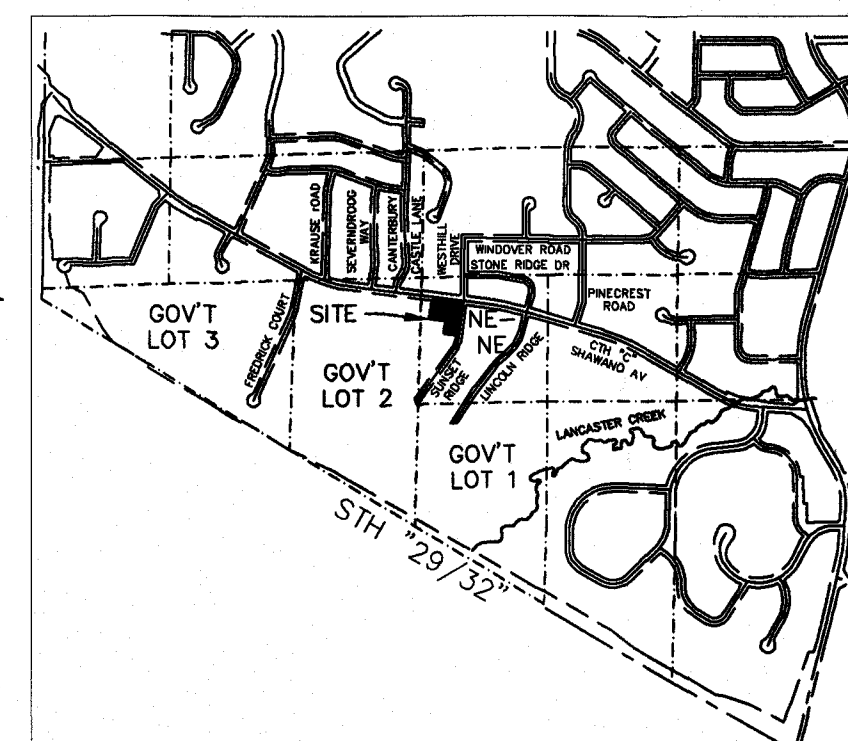 KRAUSE rOAD
SEVERNDROOG
WAY
CANTERBURY
CASTLE LANE
WESTHILL
DRIVE
WINDOVER ROAD
STONE RIDGE DR
PINECREST
ROAD
GOV'T
LOT 3
FREDRICK COURT
SITE
GOV'T
LOT 2
NE-
NE
SUNSET
RIDGE
LINCOLN RIDGE
CTH "C"
SHAWANO AV
GOV'T
LOT 1
LANCASTER CREEK
STH "29/32"